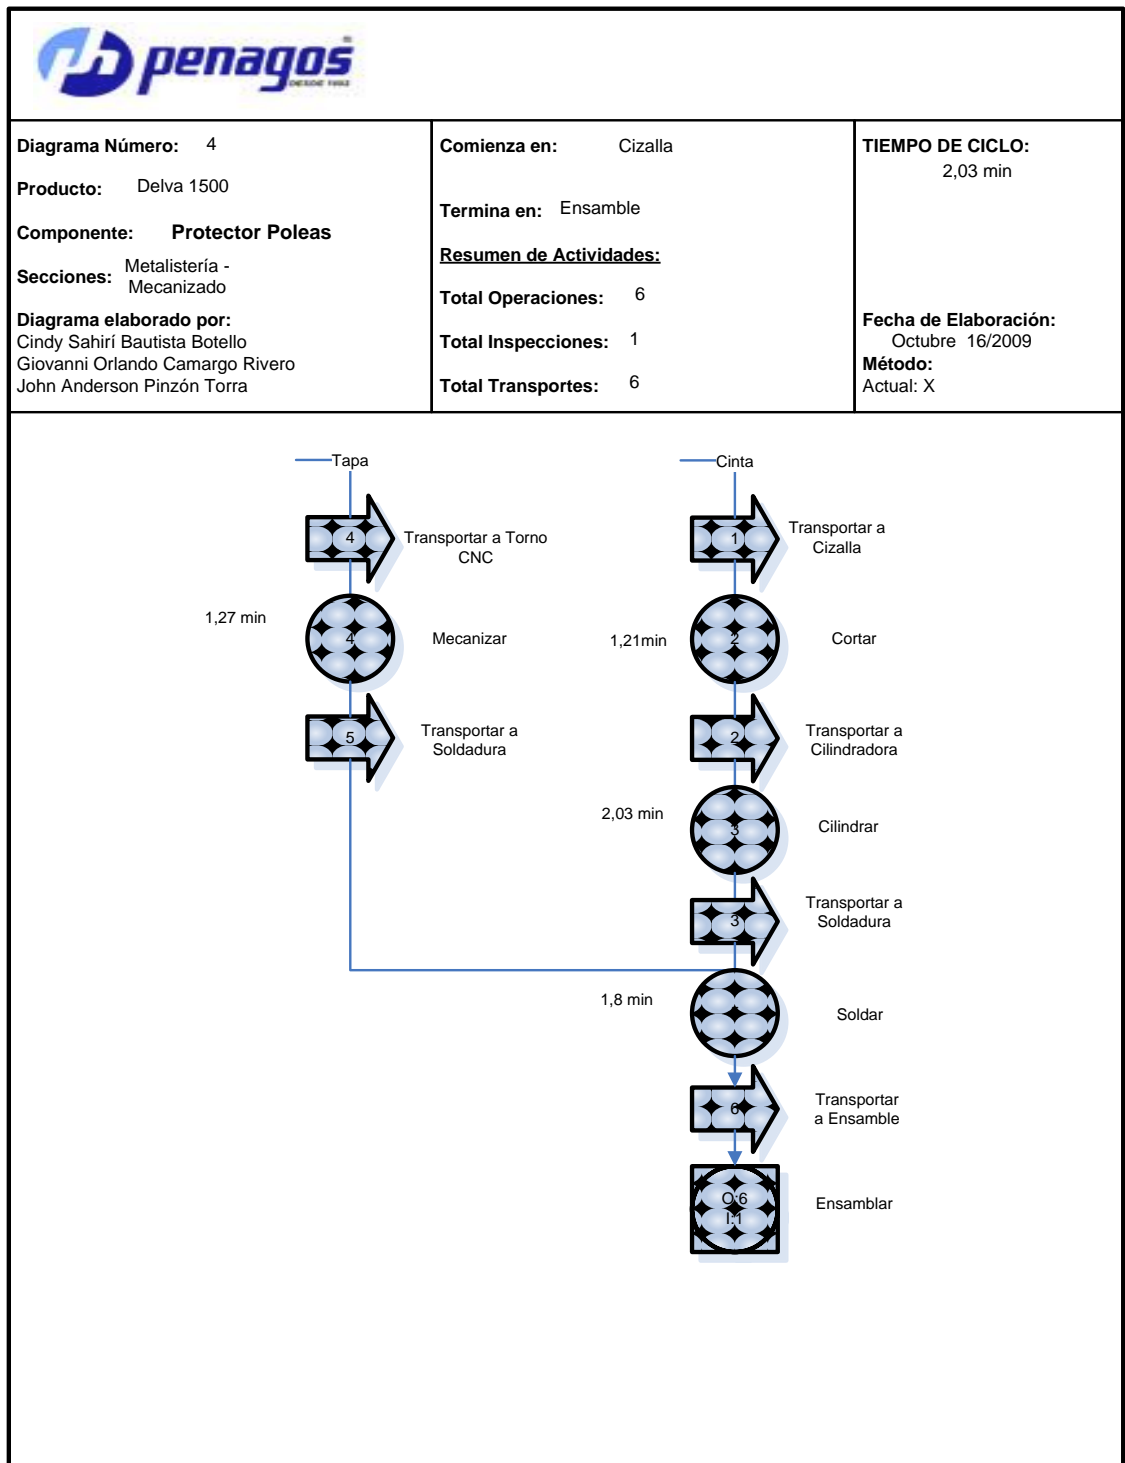 penagos
DESDE 1892
Diagrama Número: 4
Producto: Delva 1500
Componente: Protector Poleas
Secciones: Metalistería -
Mecanizado
Diagrama elaborado por:
Cindy Sahirí Bautista Botello
Giovanni Orlando Camargo Rivero
John Anderson Pinzón Torra
Comienza en: Cizalla
Termina en: Ensamble
Resumen de Actividades:
Total Operaciones: 6
Total Inspecciones: 1
Total Transportes: 6
TIEMPO DE CICLO:
2,03 min
Fecha de Elaboración:
Octubre 16/2009
Método:
Actual: X
Tapa
4
Transportar a Torno
CNC
1,27 min
4
Mecanizar
5
Transportar a
Soldadura
Cinta
1
Transportar a
Cizalla
1,21min
2
Cortar
2
Transportar a
Cilindradora
2,03 min
3
Cilindrar
3
Transportar a
Soldadura
1,8 min
Soldar
6
Transportar
a Ensamble
O:6
I:1
Ensamblar